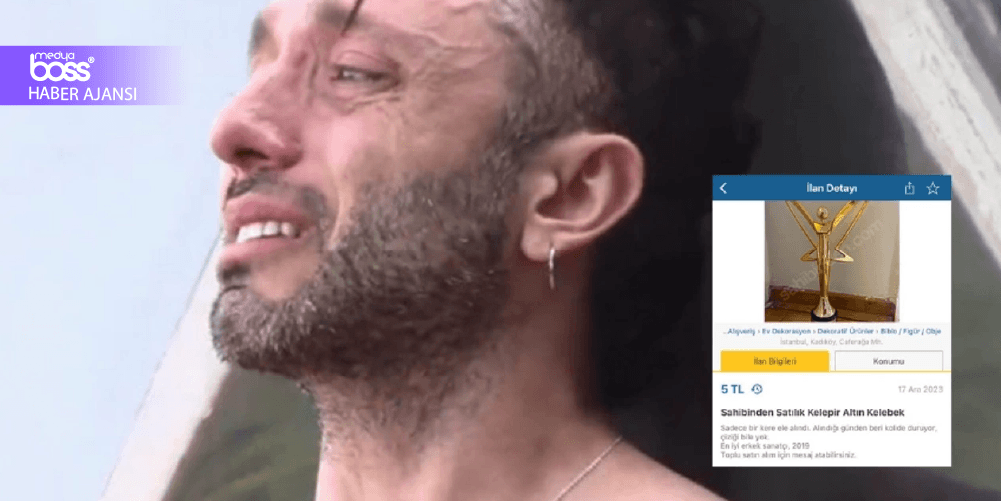 medya
boss®
HABER AJANSI
İlan Detayı
...Alışveriş › Ev Dekorasyon › Dekoratif Ürünler › Biblo / Figür / Obje
İstanbul, Kadıköy, Caferağa Mh.
İlan Bilgileri
Konumu
5 TL
17 Ara 2023
Sahibinden Satılık Kelepir Altın Kelebek
Sadece bir kere ele alındı. Alındığı günden beri kolide duruyor,
çiziği bile yok.
En iyi erkek sanatçı, 2019
Toplu satın alım için mesaj atabilirsiniz.